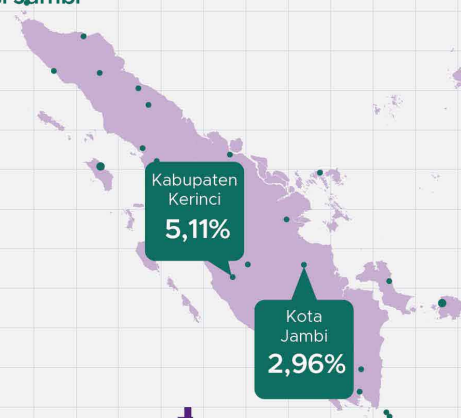 Kabupaten
Kerinci
5,11%
Kota
Jambi
2,96%